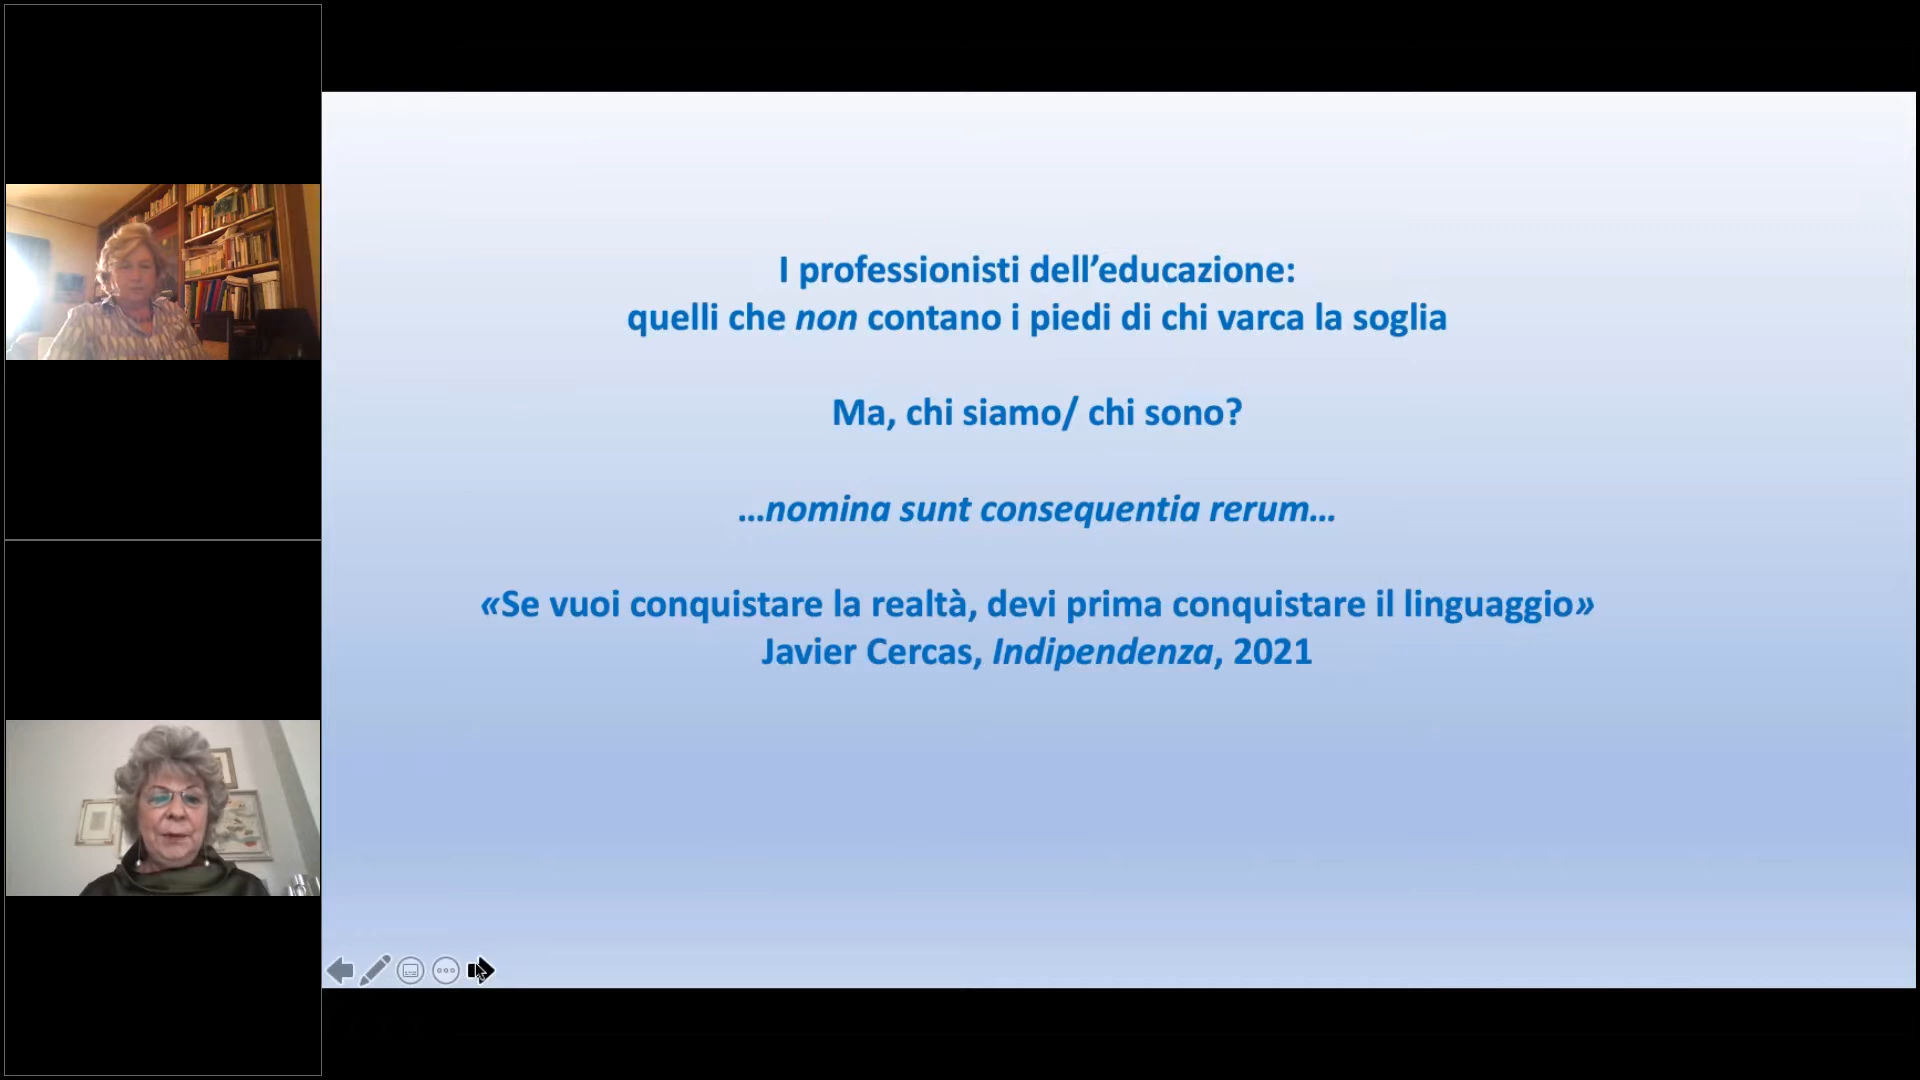 I professionisti dell’educazione:
quelli che non contano i piedi di chi varca la soglia
Ma, chi siamo/ chi sono?
…nomina sunt consequentia rerum…
«Se vuoi conquistare la realtà, devi prima conquistare il linguaggio»
Javier Cercas, Indipendenza, 2021